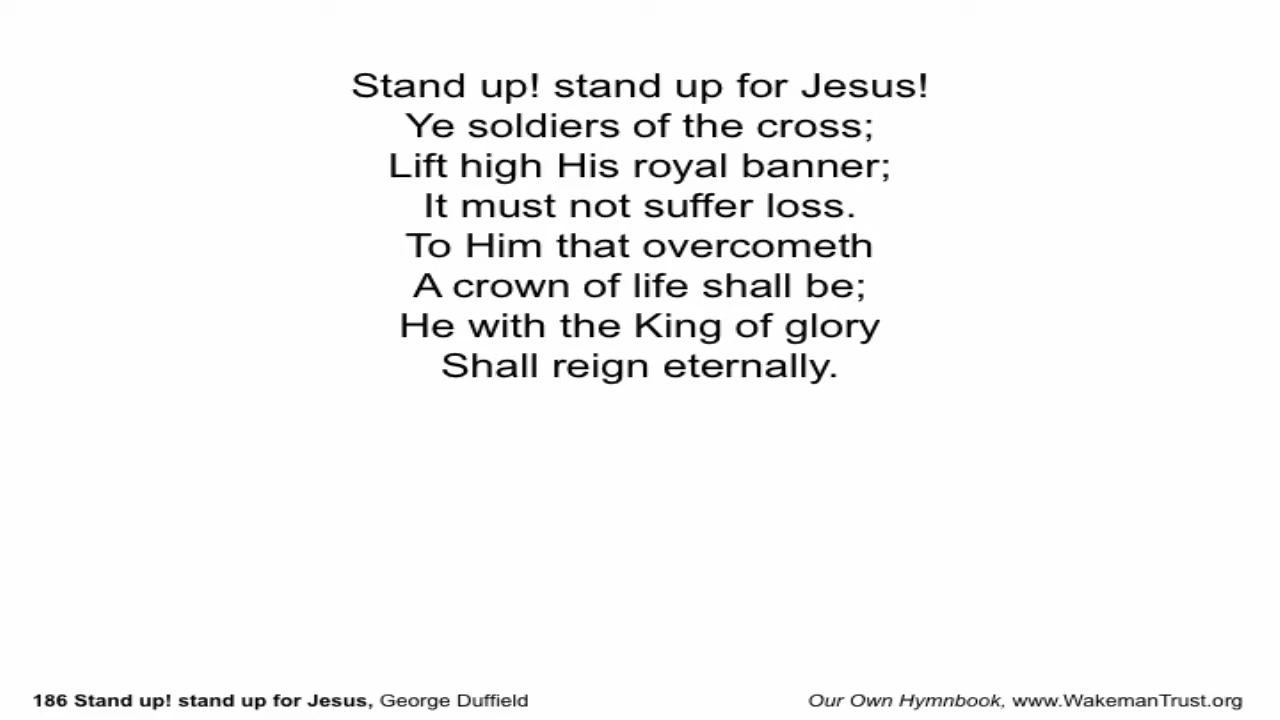 Stand up! stand up for Jesus!
Ye soldiers of the cross;
Lift high His royal banner;
It must not suffer loss.
To Him that overcometh
A crown of life shall be;
He with the King of glory
Shall reign eternally.
186 Stand up! stand up for Jesus, George Duffield
Our Own Hymnbook, www.WakemanTrust.org